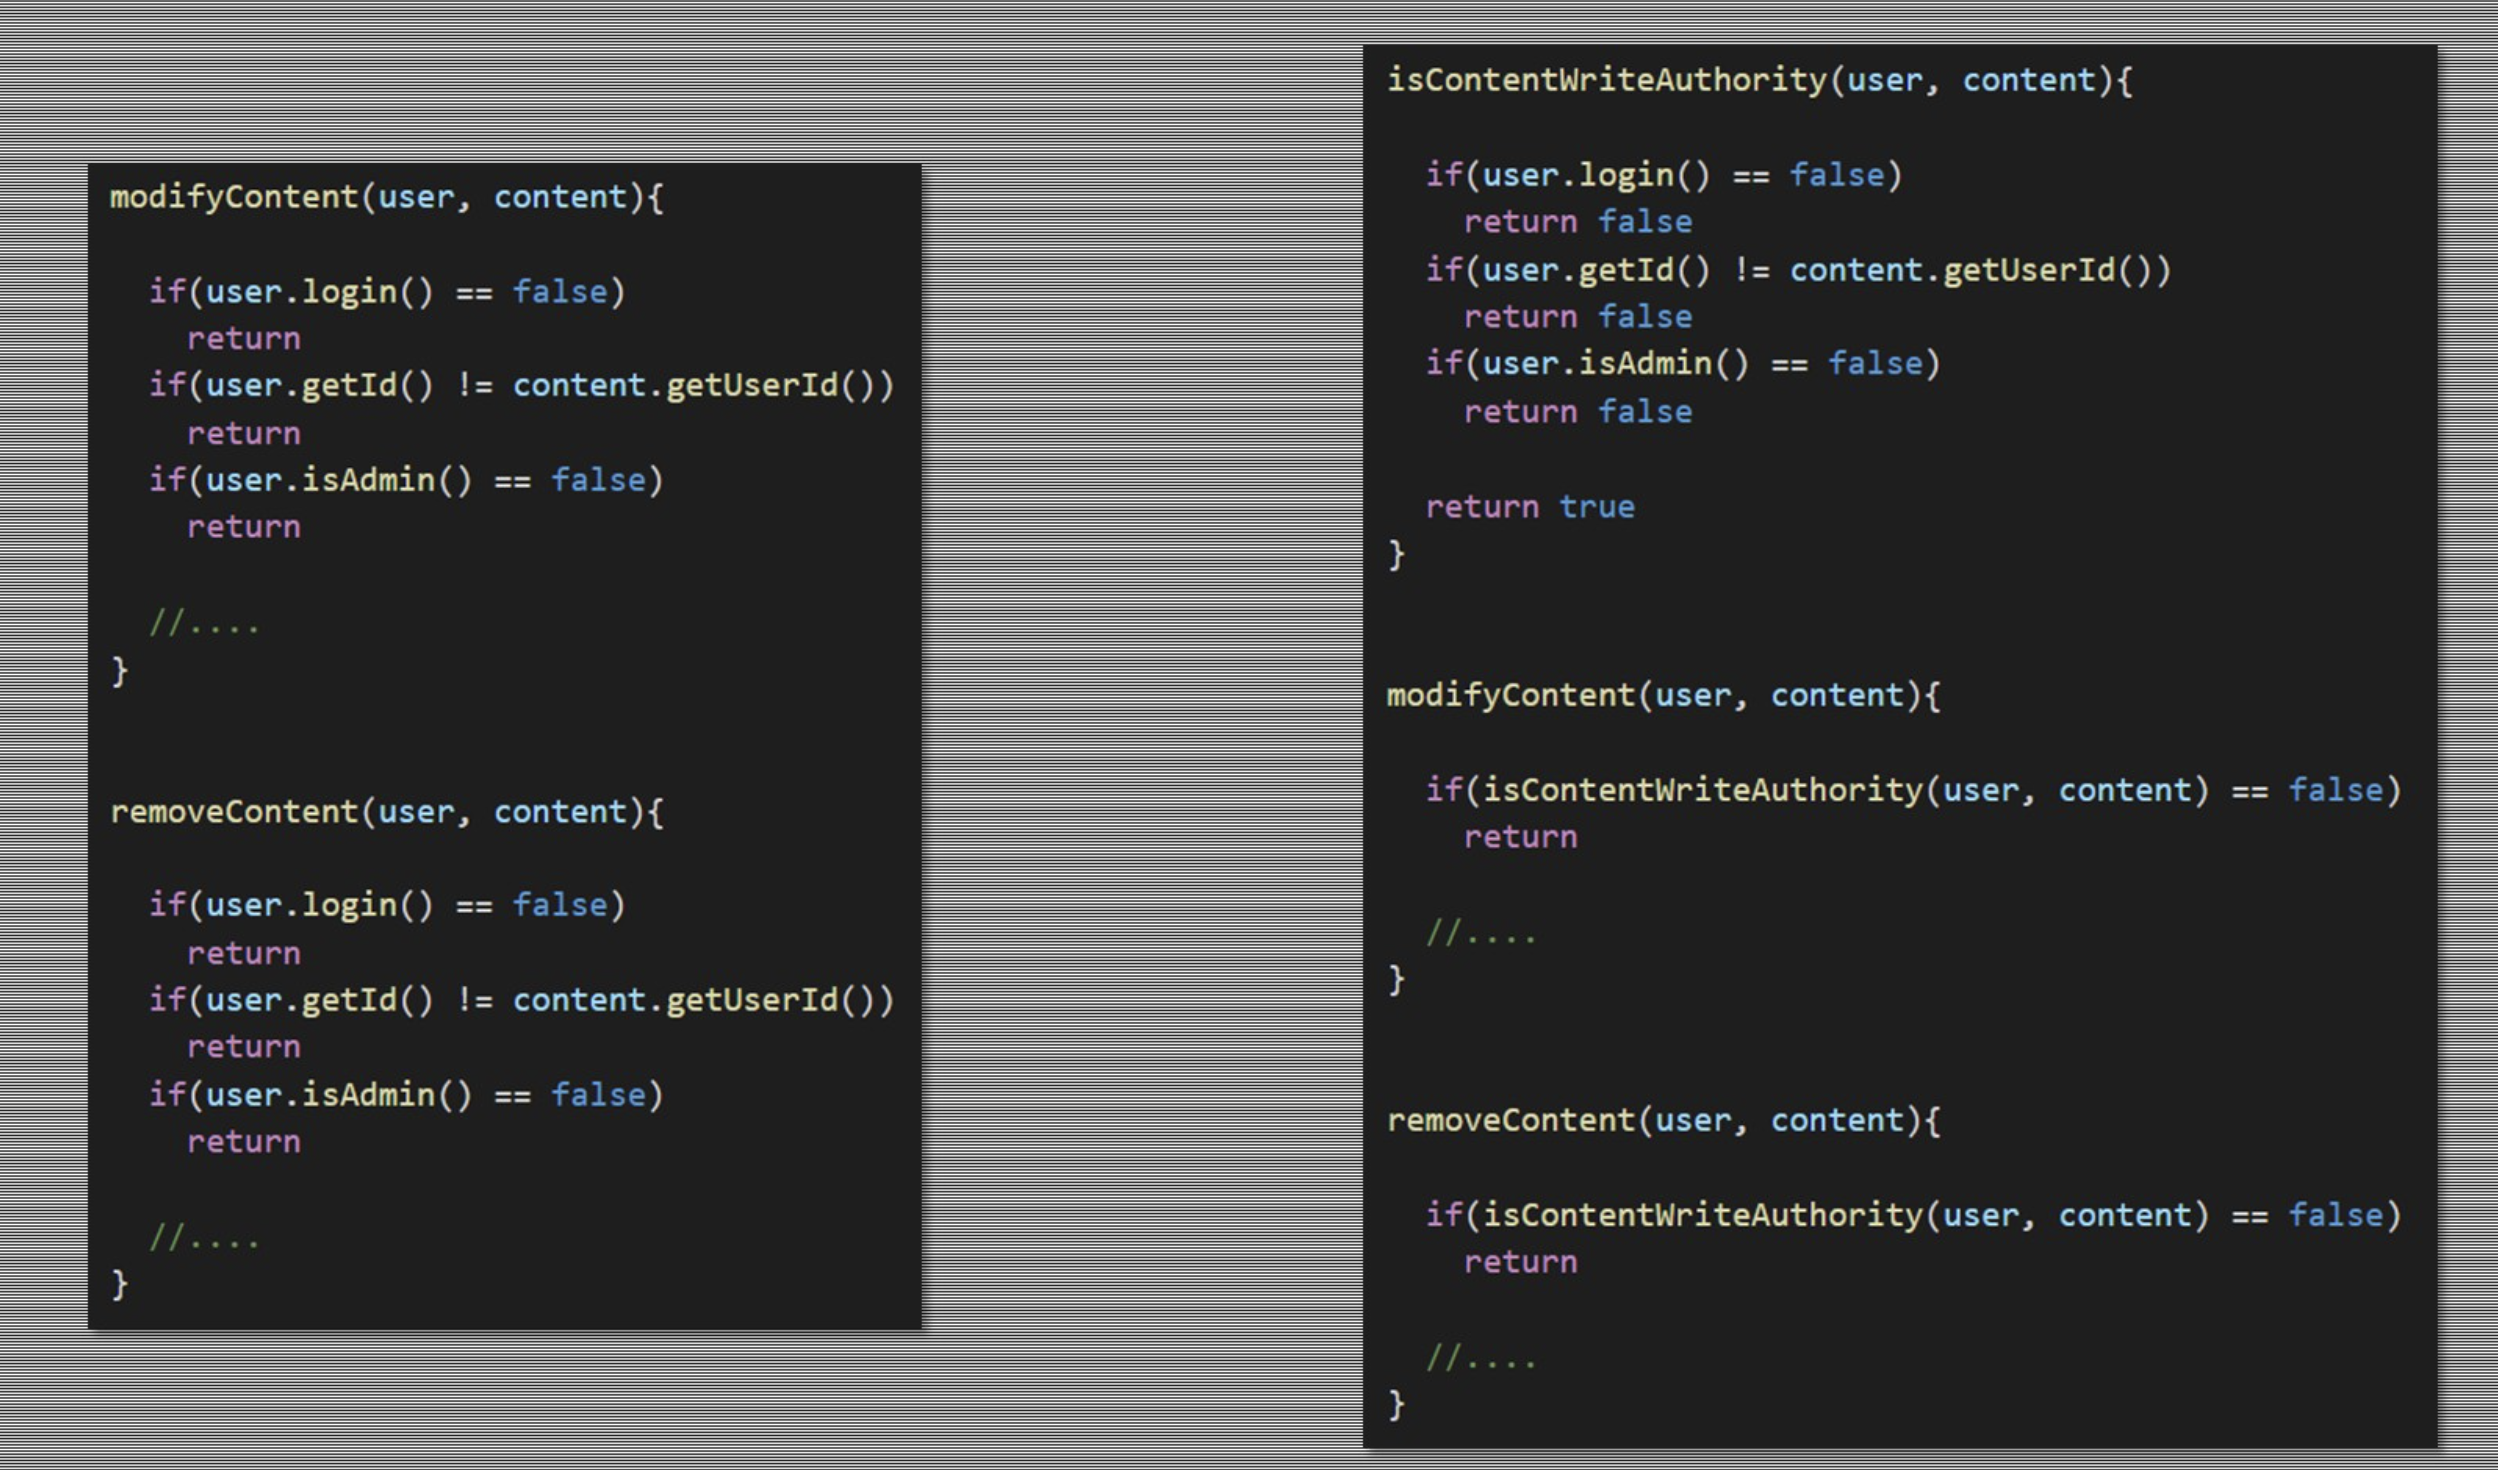 modifyContent(user, content){
if(user.login() == false)
return
if(user.getId() != content.getUserId())
return
if(user.isAdmin() == false)
return
//....
}
removeContent(user, content){
if(user.login() == false)
return
if(user.getId() != content.getUserId())
return
if(user.isAdmin() == false)
return
//....
}
isContentWriteAuthority(user, content){
if(user.login() == false)
return false
if(user.getId() != content.getUserId())
return false
if(user.isAdmin() == false)
return false
return true
}
modifyContent(user, content){
if(isContentWriteAuthority(user, content) == false)
return
//....
}
removeContent(user, content){
if(isContentWriteAuthority(user, content) == false)
return
//....
}